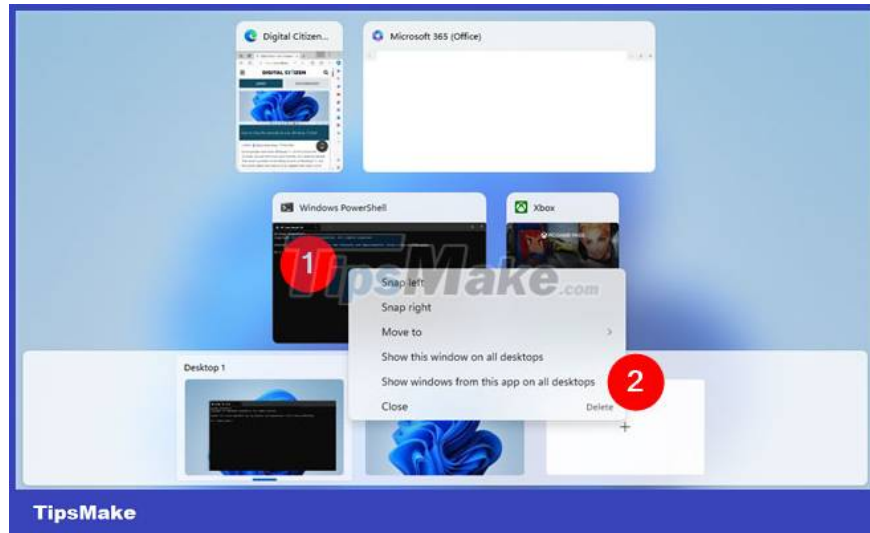 Digital Citizen...
Microsoft 365 (Office)
DIGITAL CITIZEN
Windows PowerShell
Xbox
1
TipsMake.com
Snap left
Snap right
Move to
Show this window on all desktops
Show windows from this app on all desktops
2
Close
Delete
Desktop 1
TipsMake